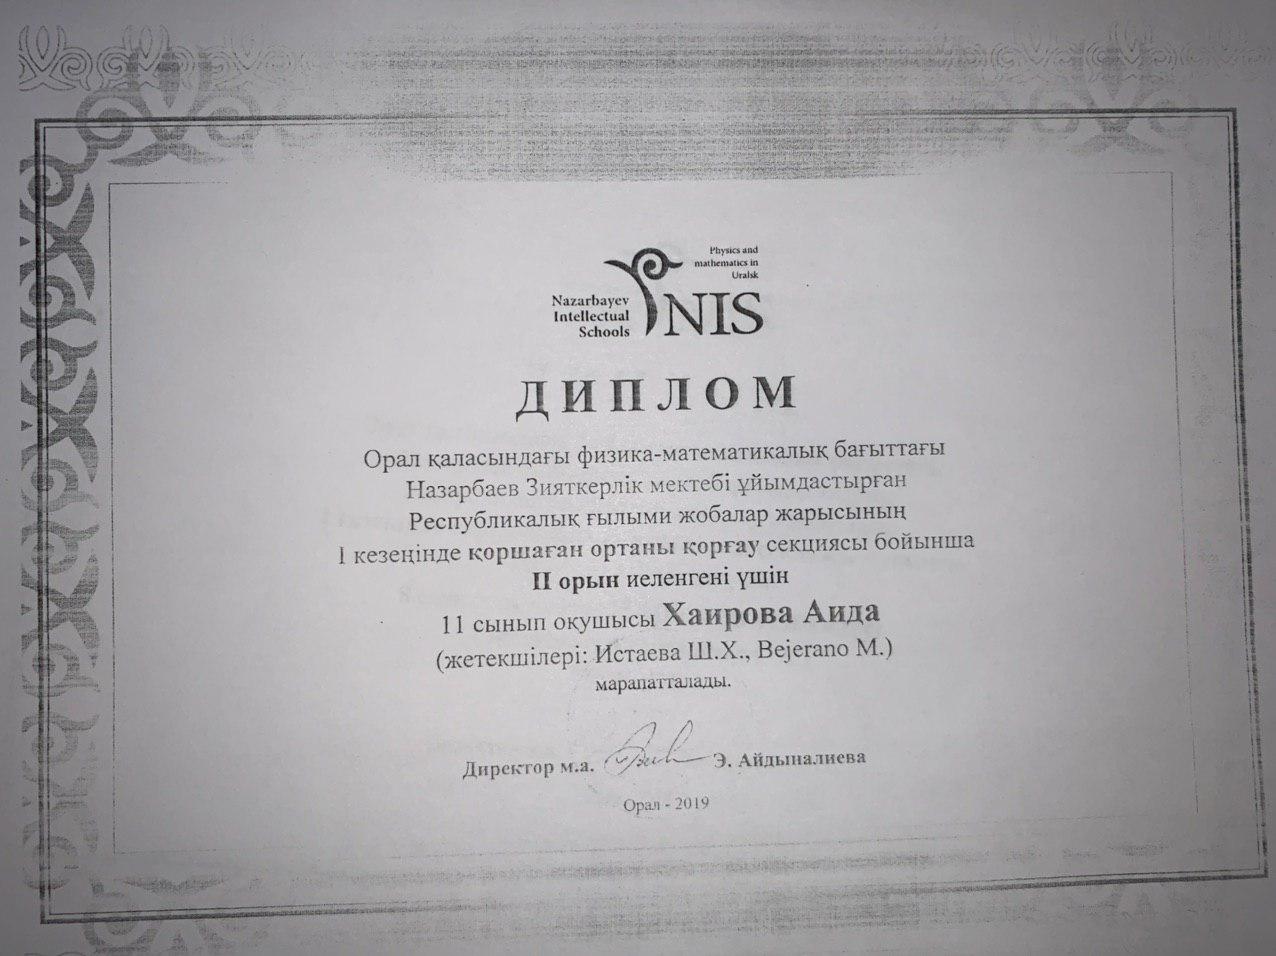 Physics and
mathematics in
Uralsk
Nazarbayev
Intellectual
Schools
NIS
ДИПЛОМ
Орал қаласындағы физика-математикалық бағыттағы
Назарбаев Зияткерлік мектебі ұйымдастырған
Республикалық ғылыми жобалар жарысының
I кезеңінде қоршаған ортаны қорғау секциясы бойынша
II орын иеленгені үшін
11 сынып оқушысы Хаирова Аида
(жетекшілері: Истаева Ш.Х., Bejerano M.)
марапатталады.
Директор м.а. Э. Айдыналиева
Орал - 2019